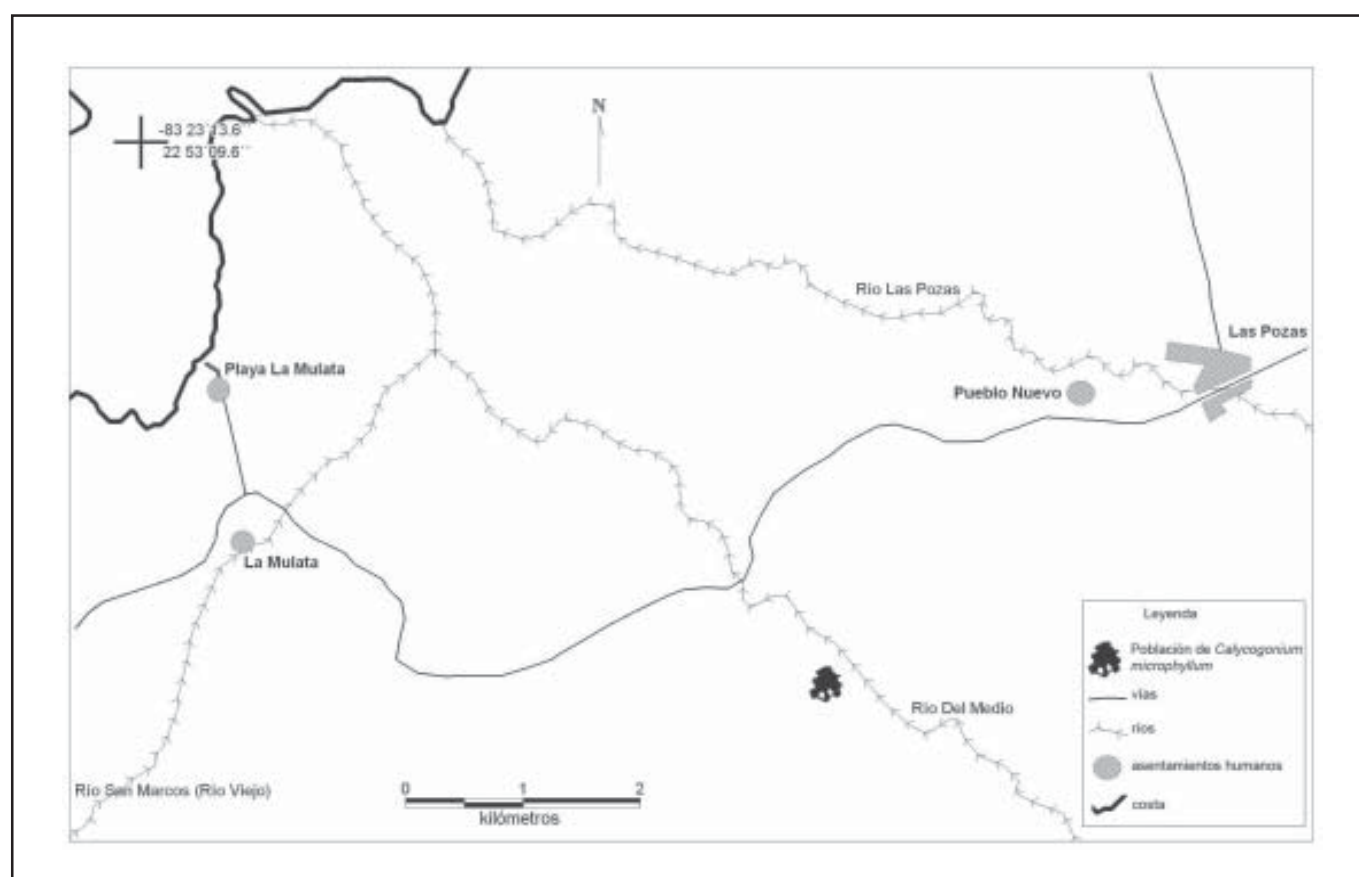 N
-83 23´13.6´´
22 53´09.6´´
Río Las Pozas
Las Pozas
Playa La Mulata
Pueblo Nuevo
La Mulata
Río Del Medio
Río San Marcos (Río Viejo)
0 1 2
kilómetros
Leyenda
Población de Calycogonium
microphyllum
vías
ríos
asentamientos humanos
costa